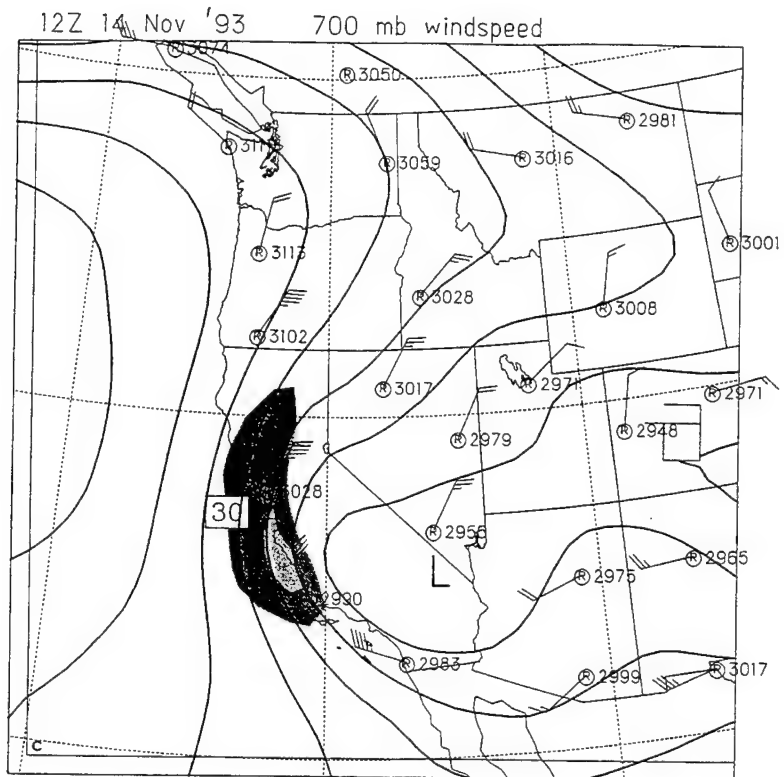 12Z 14 Nov '93 700 mb windspeed
3074
R 3050
R 2981
R 311
R 3059
R 3016
R 3001
R 3113
R 3028
R 3008
R 3102
R 3017
R 2971
R 2971
R 2979
R 2948
3028
30
R 2955
R 2965
L
R 2975
2990
R 2983
R 2999
R 3017
C